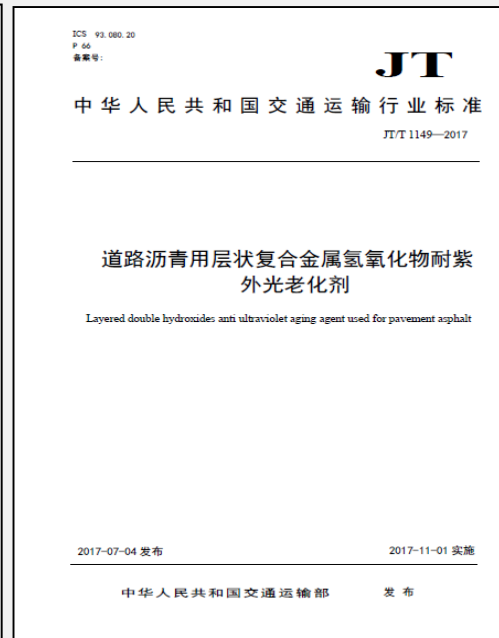 ICS 93.080.20
P 66
备案号：
JT
中华人民共和国交通运输行业标准
JT/T 1149—2017
道路沥青用层状复合金属氢氧化物耐紫
外光老化剂
Layered double hydroxides anti ultraviolet aging agent used for pavement asphalt
2017-07-04 发布
2017-11-01 实施
中华人民共和国交通运输部 发布